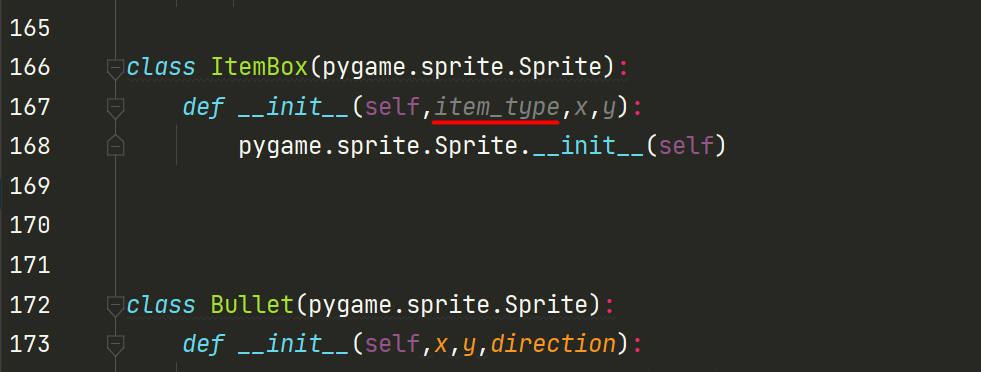 165
166 class ItemBox(pygame.sprite.Sprite):
167 def __init__(self,item_type,x,y):
168 pygame.sprite.Sprite.__init__(self)
169
170
171
172 class Bullet(pygame.sprite.Sprite):
173 def __init__(self,x,y,direction):